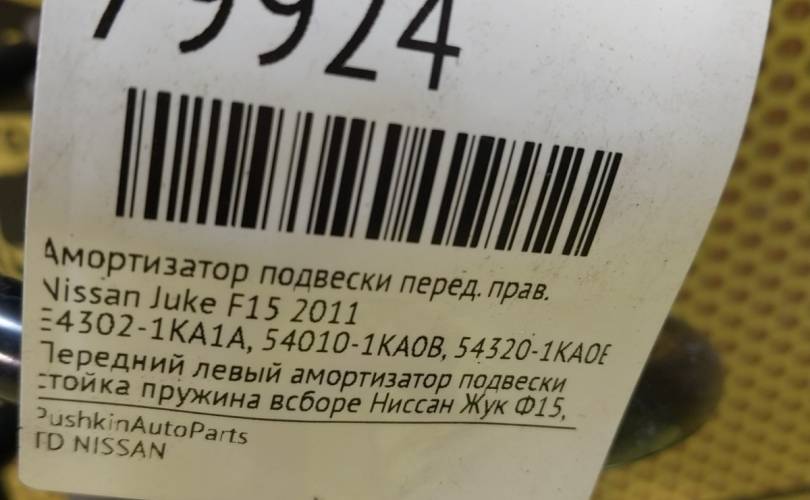 79924
Амортизатор подвески перед. прав.
Nissan Juke F15 2011
E4302-1KA1A, 54010-1KA0B, 54320-1KA0E
Передний левый амортизатор подвески
стойка пружина всборе Ниссан Жук Ф15,
PushkinAutoParts
TD NISSAN